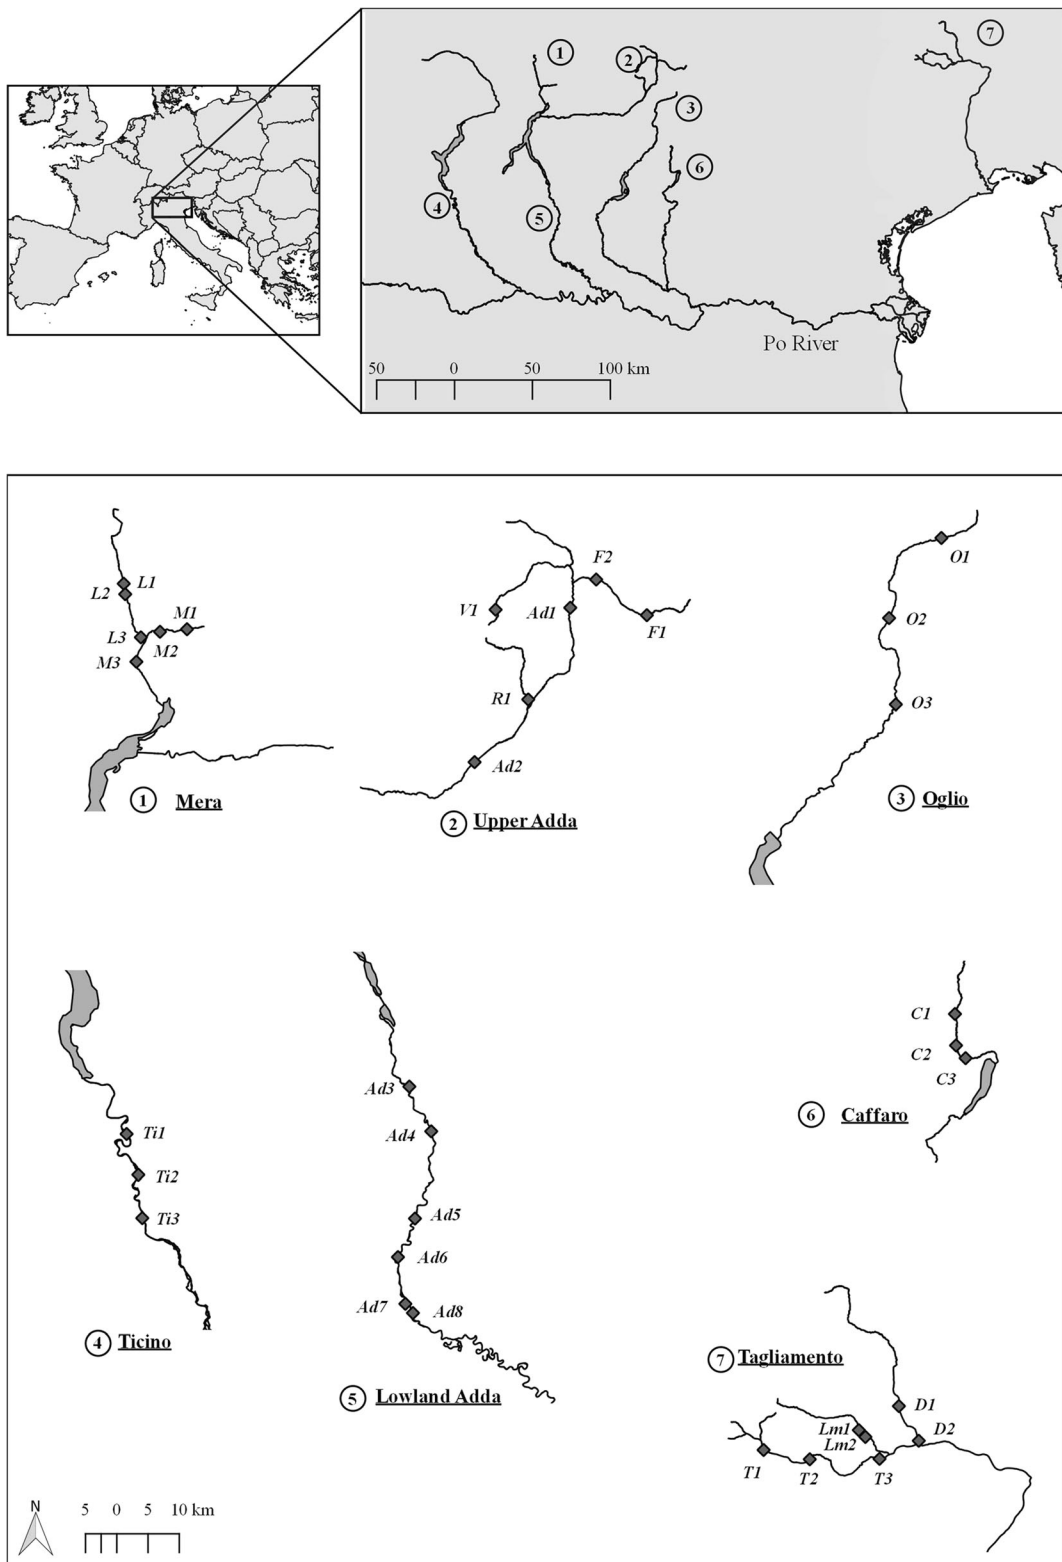 1
2
3
4
5
6
7
Po River
50 0 50 100 km
L1
L2
M1
L3
M2
M3
1 Mera
F2
V1
Ad1
F1
R1
Ad2
2 Upper Adda
O1
O2
O3
3 Oglio
Ti1
Ti2
Ti3
4 Ticino
Ad3
Ad4
Ad5
Ad6
Ad7
Ad8
5 Lowland Adda
C1
C2
C3
6 Caffaro
7 Tagliamento
D1
Lm1
D2
Lm2
T1
T2
T3
N
5 0 5 10 km